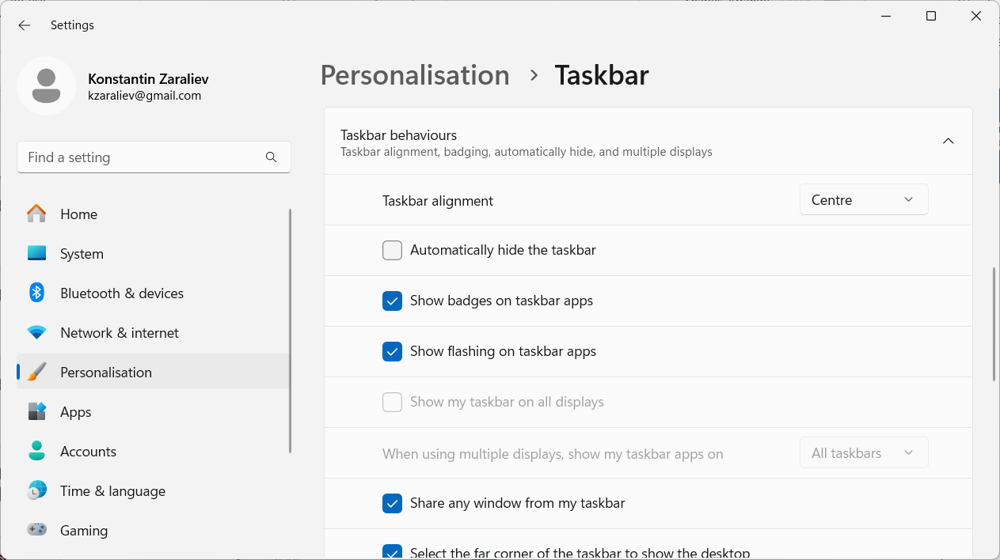 Settings
Konstantin Zaraliev
kzaraliev@gmail.com
Find a setting
Home
System
Bluetooth & devices
Network & internet
Personalisation
Apps
Accounts
Time & language
Gaming
Personalisation > Taskbar
Taskbar behaviours
Taskbar alignment, badging, automatically hide, and multiple displays
Taskbar alignment
Centre
Automatically hide the taskbar
Show badges on taskbar apps
Show flashing on taskbar apps
Show my taskbar on all displays
When using multiple displays, show my taskbar apps on
All taskbars
Share any window from my taskbar
Select the far corner of the taskbar to show the desktop